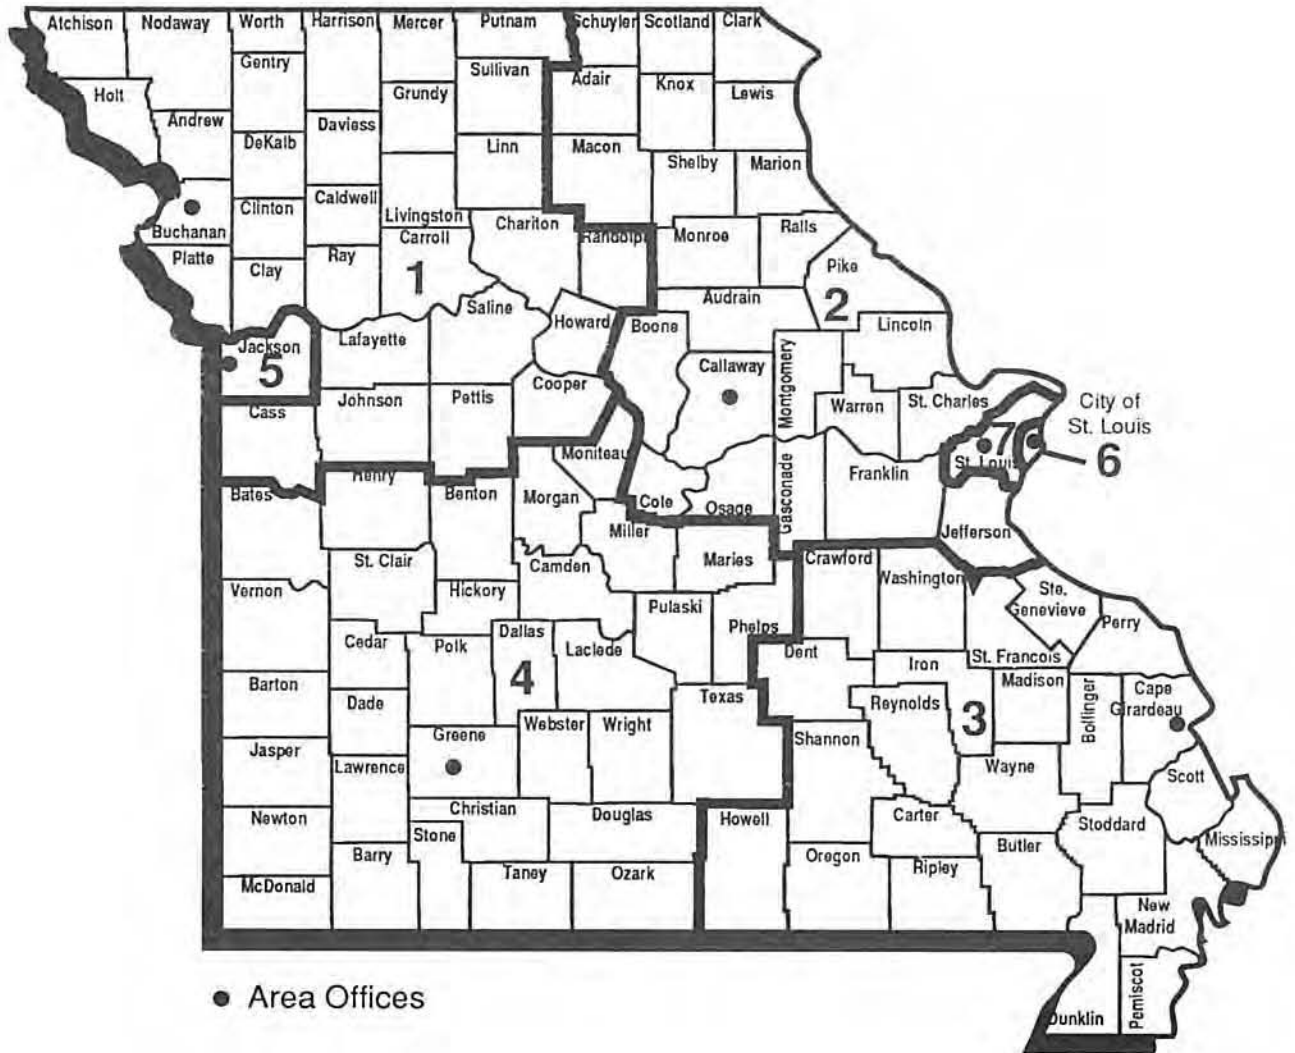 Atchison
Nodaway
Worth
Harrison
Mercer
Putnam
Schuyler
Scotland
Clark
Gentry
Sullivan
Adair
Knox
Lewis
Holt
Andrew
DeKalb
Daviess
Grundy
Linn
Macon
Shelby
Marion
Buchanan
Clinton
Caldwell
Livingston
Chariton
Randolph
Monroe
Ralls
Platte
Clay
Ray
Carroll
1
Pike
2
Audrain
Saline
Howard
Boone
Lincoln
Jackson
5
Lafayette
Callaway
Montgomery
Cass
Johnson
Pettis
Cooper
Warren
St. Charles
City of
St. Louis
6
7
St. Louis
Moniteau
Franklin
Bates
Henry
Benton
Morgan
Cole
Osage
Gasconade
Miller
Jefferson
St. Clair
Camden
Maries
Crawford
Washington
Vernon
Hickory
Pulaski
Ste.
Genevieve
Perry
Cedar
Polk
Dallas
4
Laclede
Phelps
Dent
Iron
St. Francois
Barton
Dade
Texas
Reynolds
3
Madison
Bollinger
Cape
Girardeau
Jasper
Lawrence
Greene
Webster
Wright
Shannon
Wayne
Scott
Newton
Christian
Stone
Douglas
Howell
Carter
Stoddard
Mississippi
McDonald
Barry
Taney
Ozark
Oregon
Ripley
Butler
New
Madrid
Pemiscot
Dunklin
Area Offices